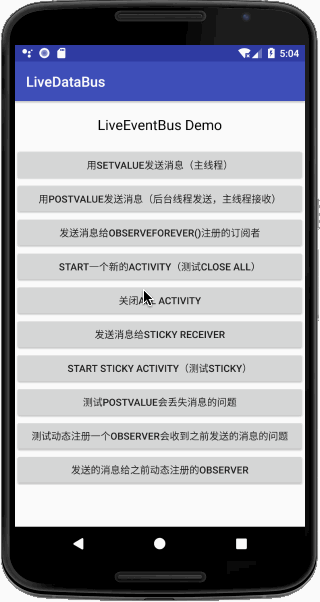 5:04
LiveDataBus
LiveEventBus Demo
用SETVALUE发送消息（主线程）
用POSTVALUE发送消息（后台线程发送，主线程接收）
发送消息给OBSERVEFOREVER()注册的订阅者
START一个新的ACTIVITY（测试CLOSE ALL）
关闭ALL ACTIVITY
发送消息给STICKY RECEIVER
START STICKY ACTIVITY（测试STICKY）
测试POSTVALUE会丢失消息的问题
测试动态注册一个OBSERVER会收到之前发送的消息的问题
发送的消息给之前动态注册的OBSERVER